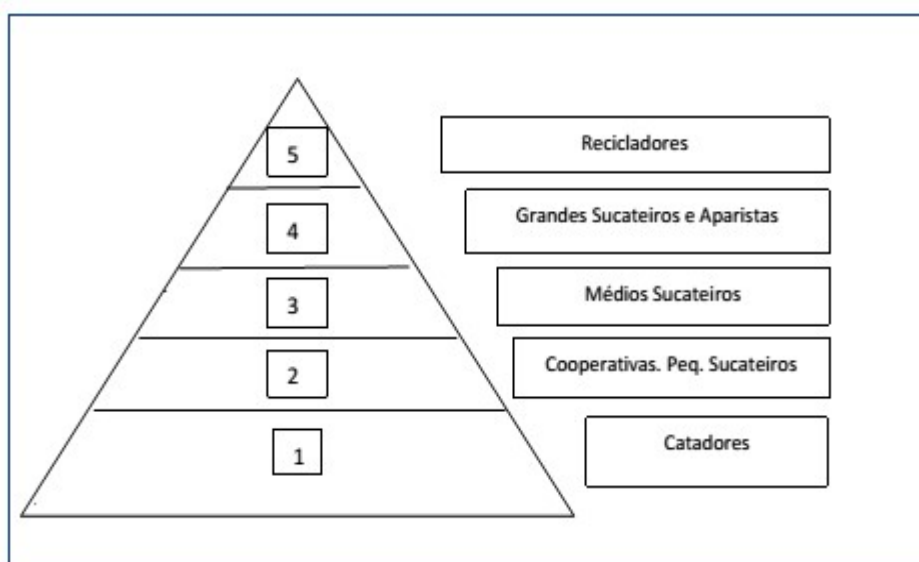 5
Recicladores
4
Grandes Sucateiros e Aparistas
3
Médios Sucateiros
2
Cooperativas. Peq. Sucateiros
1
Catadores